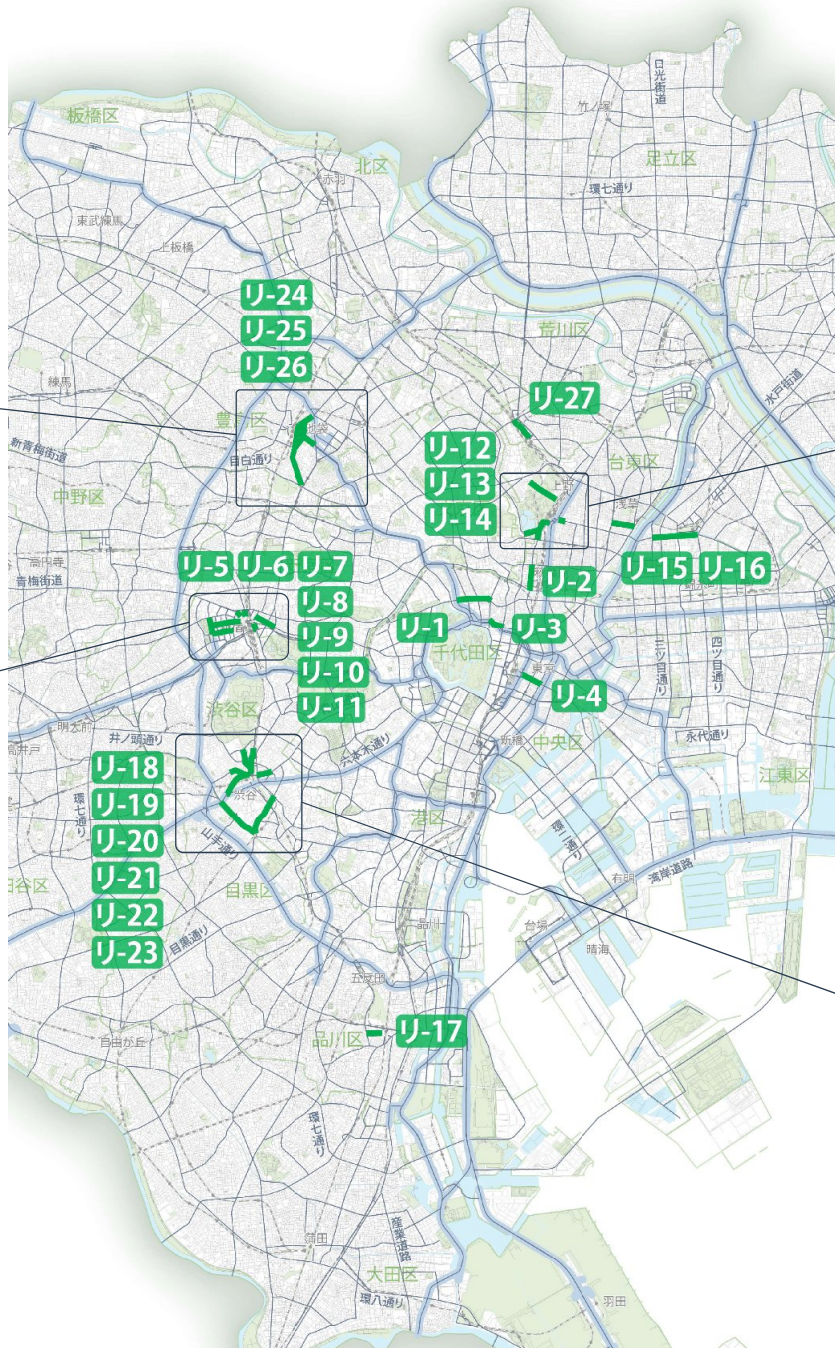 日光街道
板橋区
竹ノ塚
足立区
北区
赤羽
環七通り
東武練馬
上板橋
リ-24
リ-25
リ-26
荒川区
練馬
水戸街道
リ-27
リ-12
リ-13
リ-14
新青梅街道
目白通り
台東区
上野
浅草
中野区
高円寺
青梅街道
リ-5 リ-6 リ-7
リ-8
リ-9
リ-10
リ-11
リ-2
リ-15 リ-16
リ-1
リ-3
千代田区
東京
三ツ目通り
四ツ目通り
リ-4
渋谷区
明大前
井ノ頭通り
高井戸
六本木通り
新橋
中央区
永代通り
江東区
リ-18
リ-19
リ-20
リ-21
リ-22
リ-23
環七通り
渋谷
山手通り
港区
環二通り
湾岸道路
有明
目黒区
目黒通り
品川
台場
晴海
五反田
品川区
リ-17
自由が丘
環七通り
蒲田
産業道路
大田区
環八通り
羽田